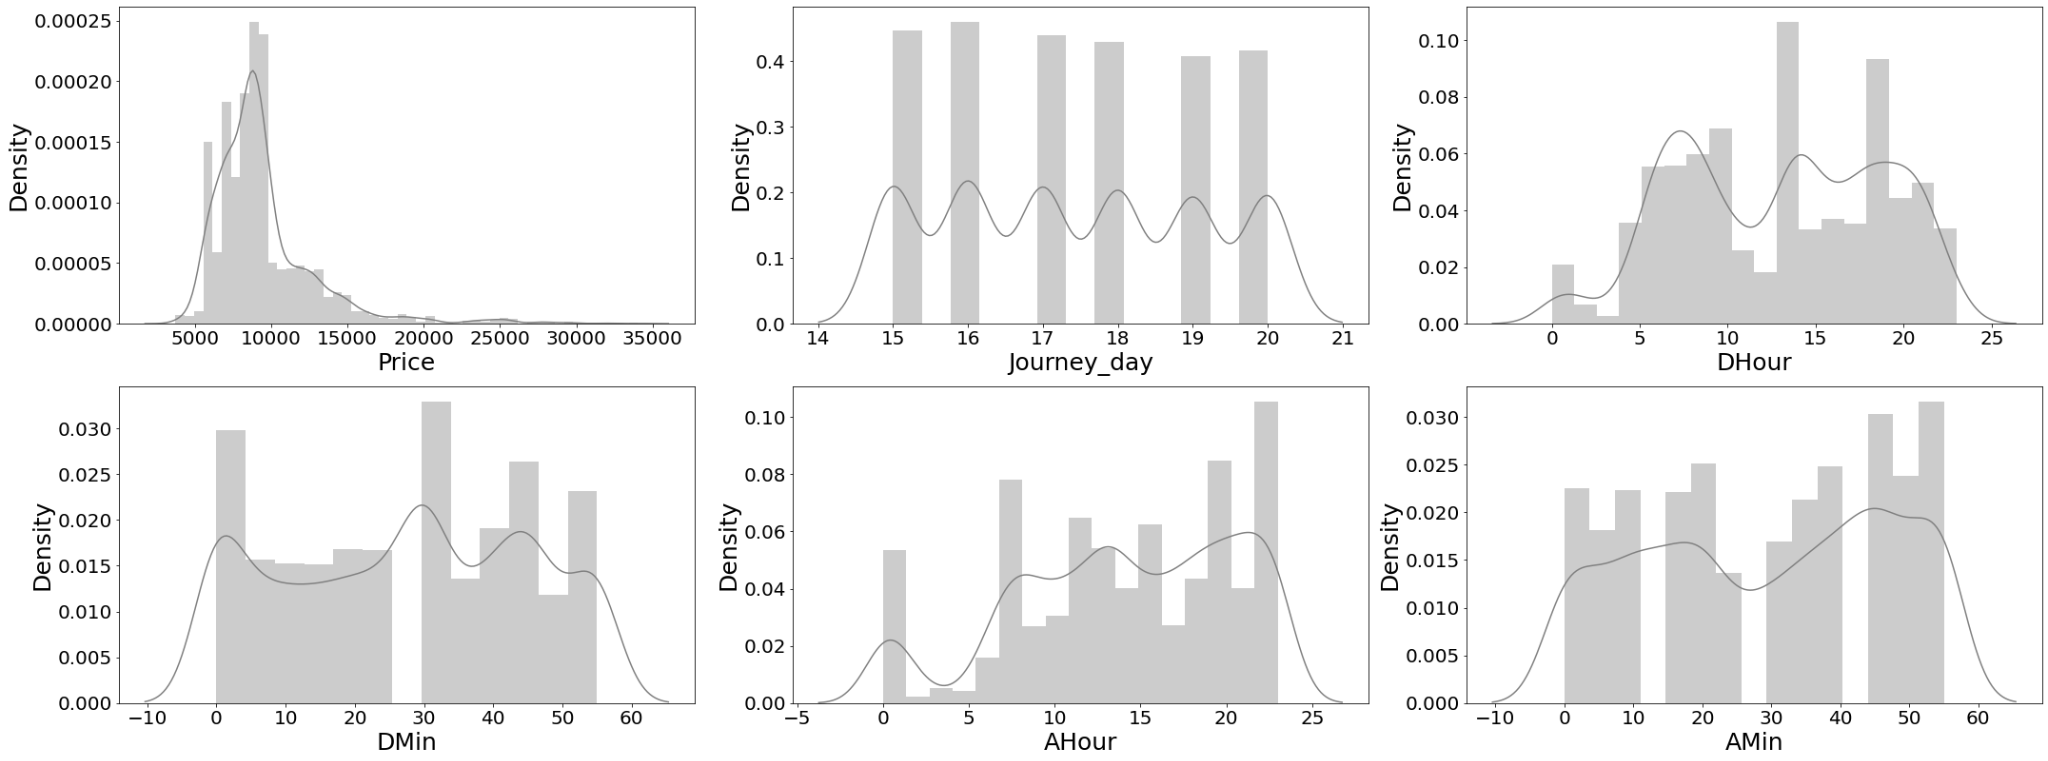 0.00025
0.00020
0.00015
0.00010
0.00005
0.00000
Density
5000 10000 15000 20000 25000 30000 35000
Price
0.4
0.3
0.2
0.1
0.0
Density
14 15 16 17 18 19 20 21
Journey_day
0.10
0.08
0.06
0.04
0.02
0.00
Density
0 5 10 15 20 25
DHour
0.030
0.025
0.020
0.015
0.010
0.005
0.000
Density
−10 0 10 20 30 40 50 60
DMin
0.10
0.08
0.06
0.04
0.02
0.00
Density
−5 0 5 10 15 20 25
AHour
0.030
0.025
0.020
0.015
0.010
0.005
0.000
Density
−10 0 10 20 30 40 50 60
AMin